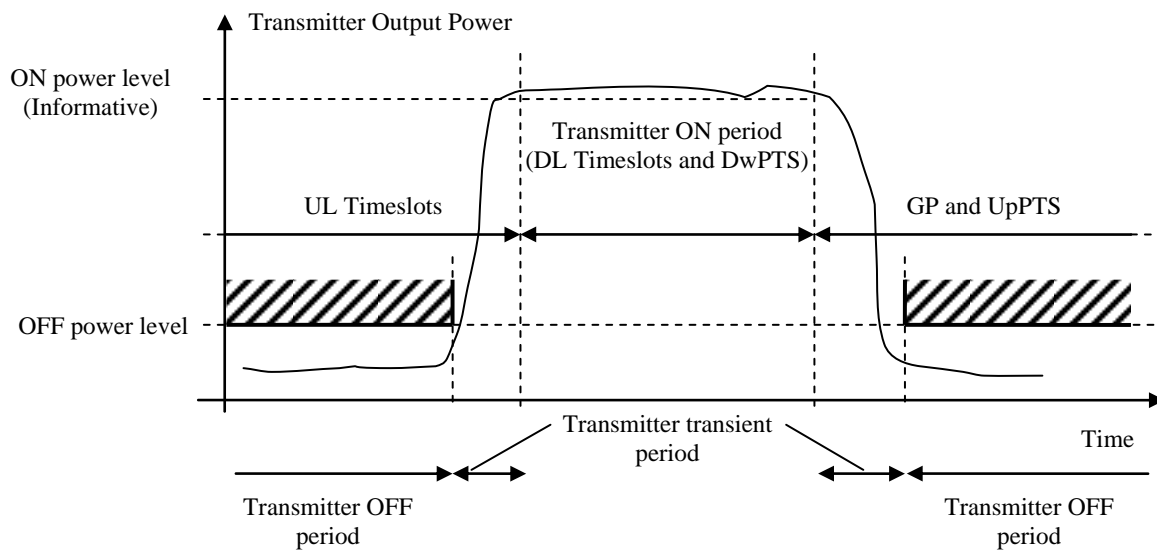 Transmitter Output Power
ON power level
(Informative)
Transmitter ON period
(DL Timeslots and DwPTS)
UL Timeslots
GP and UpPTS
OFF power level
Transmitter transient
period
Time
Transmitter OFF
period
Transmitter OFF
period